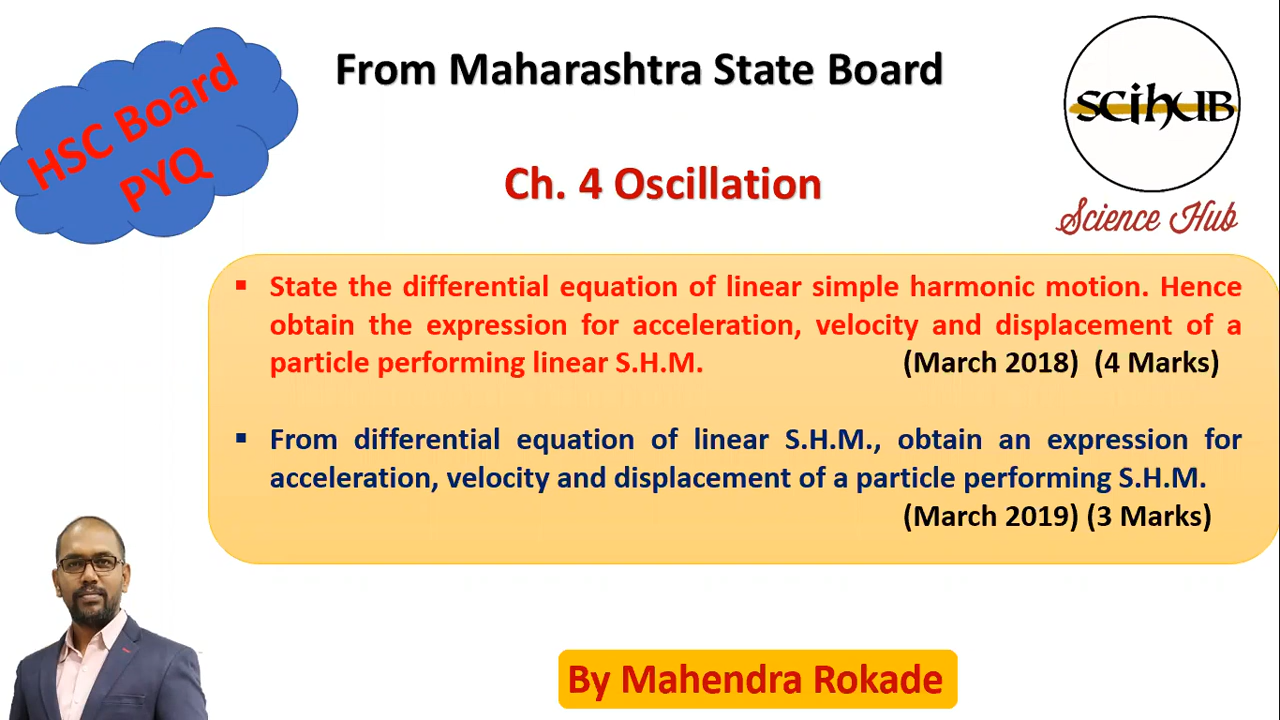 HSC Board
PYQ
From Maharashtra State Board
SCIHUB
Science Hub
Ch. 4 Oscillation
▪ State the differential equation of linear simple harmonic motion. Hence
obtain the expression for acceleration, velocity and displacement of a
particle performing linear S.H.M. (March 2018) (4 Marks)
▪ From differential equation of linear S.H.M., obtain an expression for
acceleration, velocity and displacement of a particle performing S.H.M.
(March 2019) (3 Marks)
By Mahendra Rokade